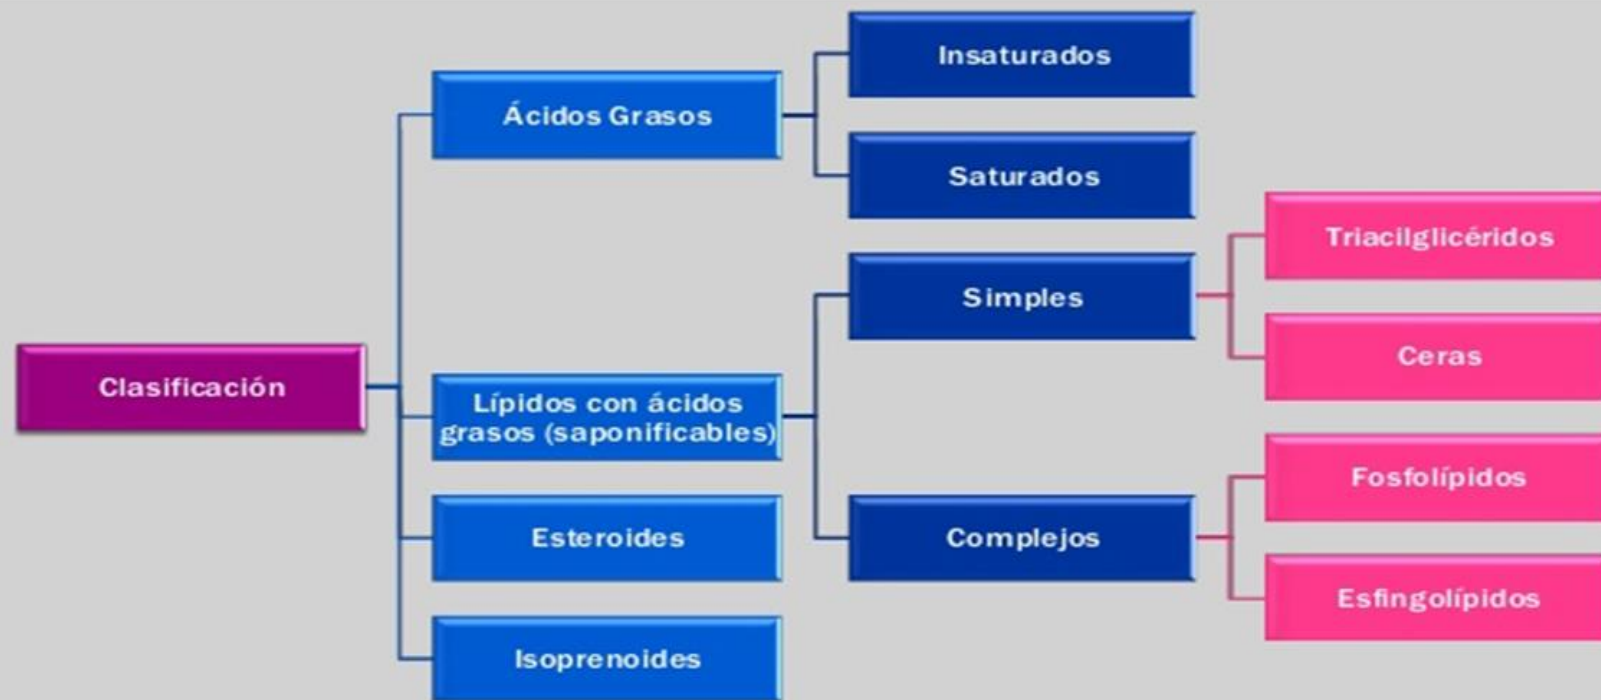 Clasificación
Ácidos Grasos
Insaturados
Saturados
Lípidos con ácidos
grasos (saponificables)
Simples
Triacilglicéridos
Ceras
Complejos
Fosfolípidos
Esfingolípidos
Esteroides
Isoprenoides